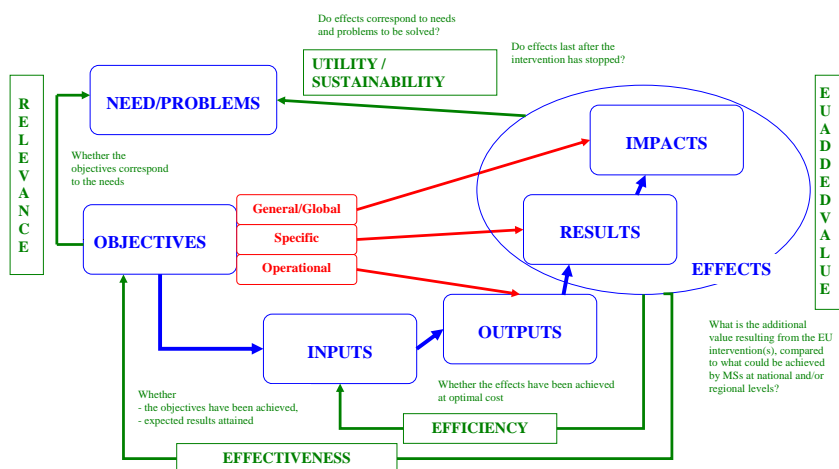 Do effects correspond to needs
and problems to be solved?
UTILITY /
SUSTAINABILITY
Do effects last after the
intervention has stopped?
RELEVANCE
NEED/PROBLEMS
EUADDEDVALUE
IMPACTS
Whether the
objectives correspond
to the needs
General/Global
OBJECTIVES
Specific
RESULTS
Operational
EFFECTS
OUTPUTS
INPUTS
What is the additional
value resulting from the EU
intervention(s), compared
to what could be achieved
by MSs at national and/or
regional levels?
Whether
- the objectives have been achieved,
- expected results attained
Whether the effects have been achieved
at optimal cost
EFFICIENCY
EFFECTIVENESS